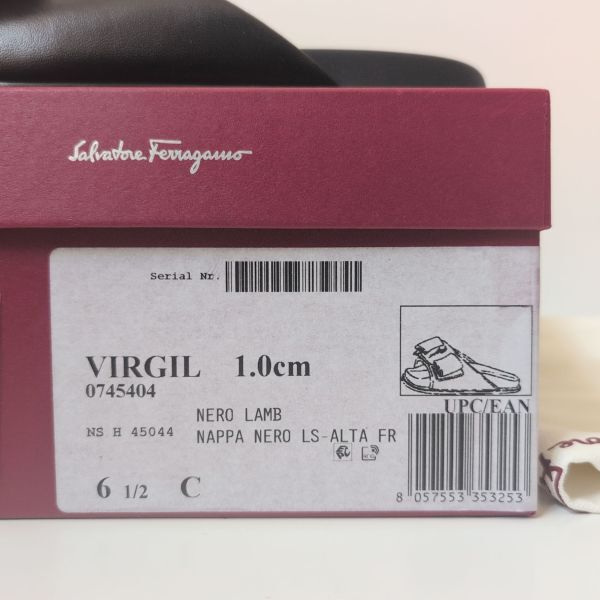 Salvatore Ferragamo
Serial Nr.
VIRGIL 1.0cm
0745404
UPC/EAN
NERO LAMB
NS H 45044 NAPPA NERO LS-ALTA FR
6 1/2 C
8 057553 353253